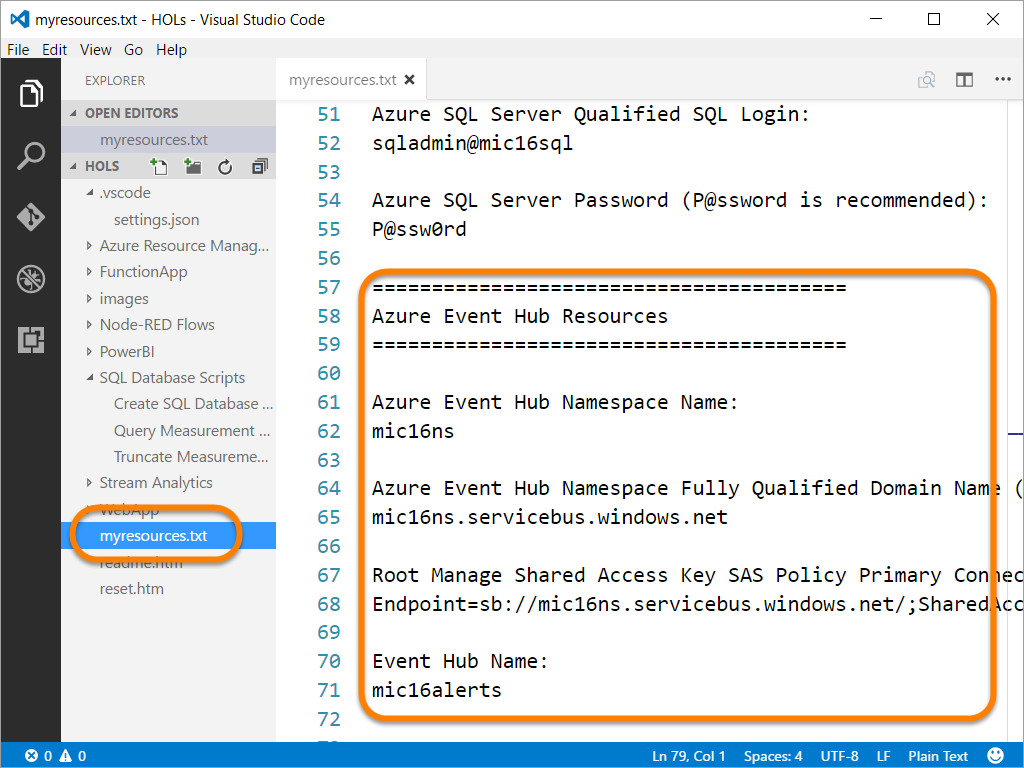 myresources.txt - HOLs - Visual Studio Code
File Edit View Go Help
EXPLORER
OPEN EDITORS
myresources.txt
HOLS
.vscode
settings.json
Azure Resource Manag...
FunctionApp
images
Node-RED Flows
PowerBI
SQL Database Scripts
Create SQL Database ...
Query Measurement ...
Truncate Measureme...
Stream Analytics
WebApp
myresources.txt
readme.htm
reset.htm
myresources.txt
51 Azure SQL Server Qualified SQL Login:
52 sqladmin@mic16sql
53
54 Azure SQL Server Password (P@ssword is recommended):
55 P@ssw0rd
56
57 ========================================
58 Azure Event Hub Resources
59 ========================================
60
61 Azure Event Hub Namespace Name:
62 mic16ns
63
64 Azure Event Hub Namespace Fully Qualified Domain Name (
65 mic16ns.servicebus.windows.net
66
67 Root Manage Shared Access Key SAS Policy Primary Connec
68 Endpoint=sb://mic16ns.servicebus.windows.net/;SharedAcc
69
70 Event Hub Name:
71 mic16alerts
72
0 0 Ln 79, Col 1 Spaces: 4 UTF-8 LF Plain Text